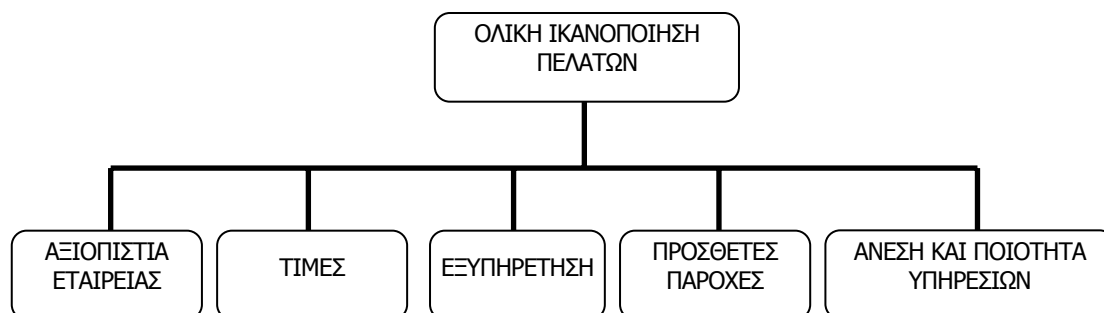 ΟΛΙΚΗ ΙΚΑΝΟΠΟΙΗΣΗ
ΠΕΛΑΤΩΝ
ΑΞΙΟΠΙΣΤΙΑ
ΕΤΑΙΡΕΙΑΣ
ΤΙΜΕΣ
ΕΞΥΠΗΡΕΤΗΣΗ
ΠΡΟΣΘΕΤΕΣ
ΠΑΡΟΧΕΣ
ΑΝΕΣΗ ΚΑΙ ΠΟΙΟΤΗΤΑ
ΥΠΗΡΕΣΙΩΝ